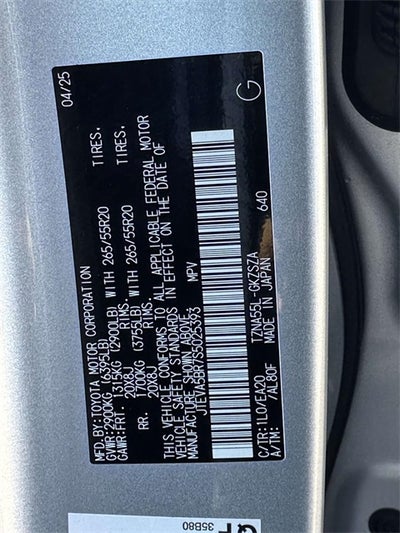 MFD.BY:TOYOTA MOTOR CORPORATION 04/25
GVWR:2900KG (6395LB)
GAWR:FRT. 1315KG (2900LB) WITH 265/55R20 TIRES,
20X8J RIMS,
RR. 1700KG (3755LB) WITH 265/55R20 TIRES,
20X8J RIMS.
THIS VEHICLE CONFORMS TO ALL APPLICABLE FEDERAL MOTOR
VEHICLE SAFETY STANDARDS IN EFFECT ON THE DATE OF
MANUFACTURE SHOWN ABOVE.
JTEVA5BR7S5025393 MPV
C/TR:1L0/EA20 TZNA55L-GKZSZA
A/TM: /AL80F MADE IN JAPAN 640
G
35B80